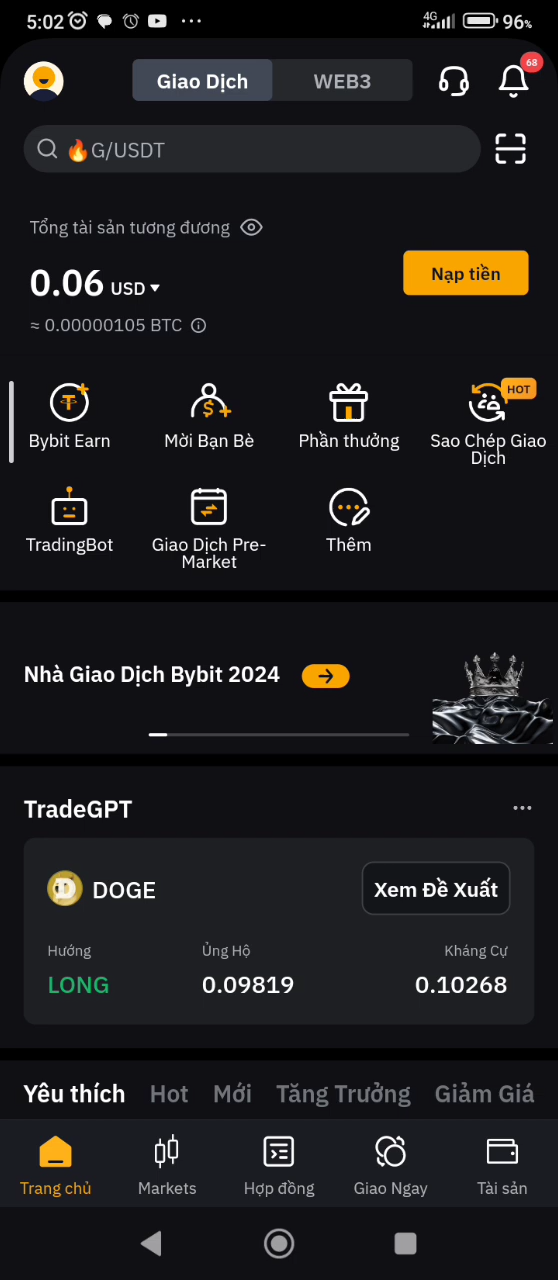 5:02 4G 96%
Giao Dịch WEB3 68
G/USDT
Tổng tài sản tương đương
0.06 USD Nạp tiền
≈ 0.00000105 BTC
HOT
Bybit Earn Mời Bạn Bè Phần thưởng Sao Chép Giao
Dịch
TradingBot Giao Dịch Pre- Thêm
Market
Nhà Giao Dịch Bybit 2024
TradeGPT
DOGE Xem Đề Xuất
Hướng Ủng Hộ Kháng Cự
LONG 0.09819 0.10268
Yêu thích Hot Mới Tăng Trưởng Giảm Giá
Trang chủ Markets Hợp đồng Giao Ngay Tài sản